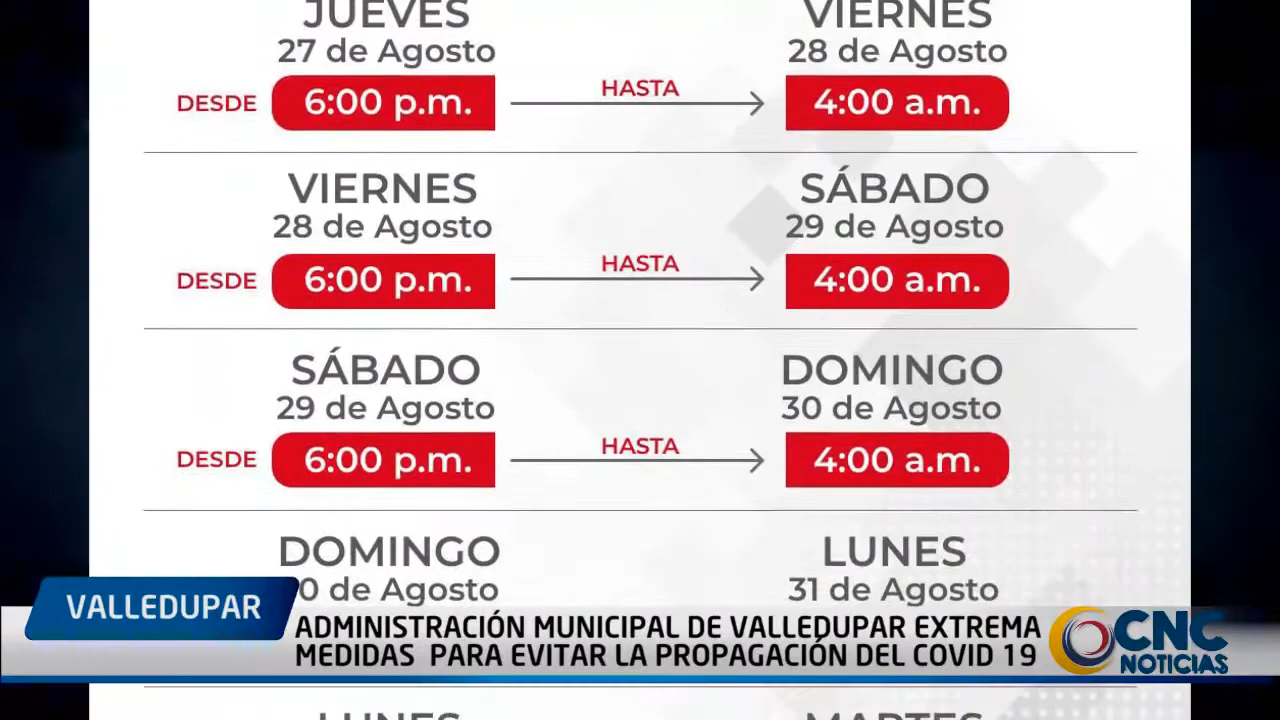 JUEVES VIERNES
27 de Agosto 28 de Agosto
DESDE 6:00 p.m. HASTA 4:00 a.m.
VIERNES SÁBADO
28 de Agosto 29 de Agosto
DESDE 6:00 p.m. HASTA 4:00 a.m.
SÁBADO DOMINGO
29 de Agosto 30 de Agosto
DESDE 6:00 p.m. HASTA 4:00 a.m.
DOMINGO LUNES
0 de Agosto 31 de Agosto
VALLEDUPAR
ADMINISTRACIÓN MUNICIPAL DE VALLEDUPAR EXTREMA
MEDIDAS PARA EVITAR LA PROPAGACIÓN DEL COVID 19
CNC
NOTICIAS
LUNES MARTES